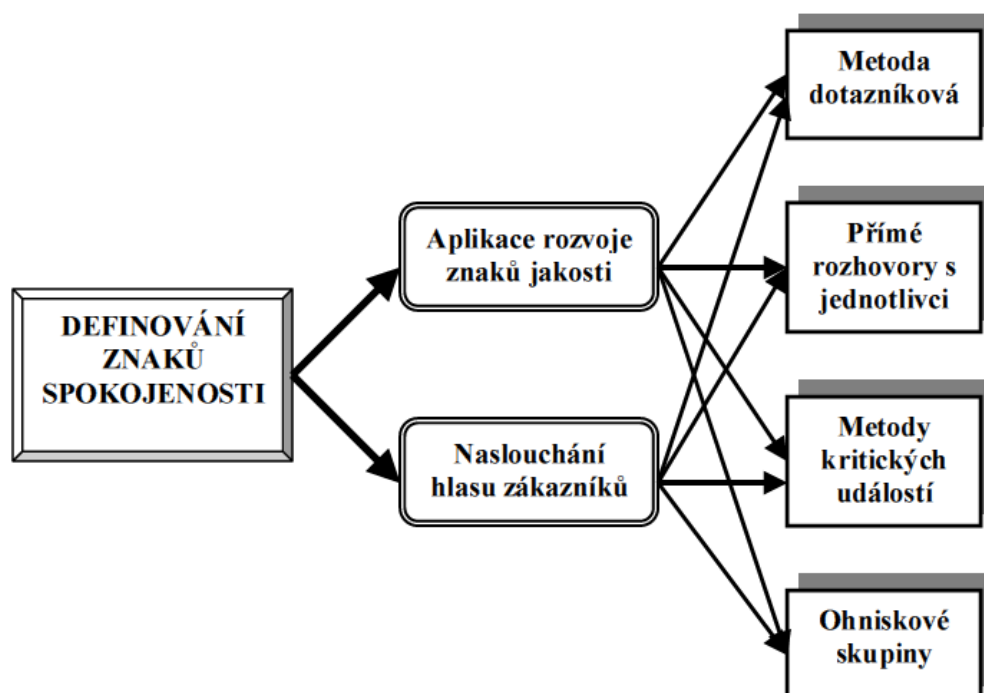 DEFINOVÁNÍ
ZNAKŮ
SPOKOJENOSTI
Aplikace rozvoje
znaků jakosti
Naslouchání
hlasu zákazníků
Metoda
dotazníková
Přímé
rozhovory s
jednotlivci
Metody
kritických
událostí
Ohniskové
skupiny